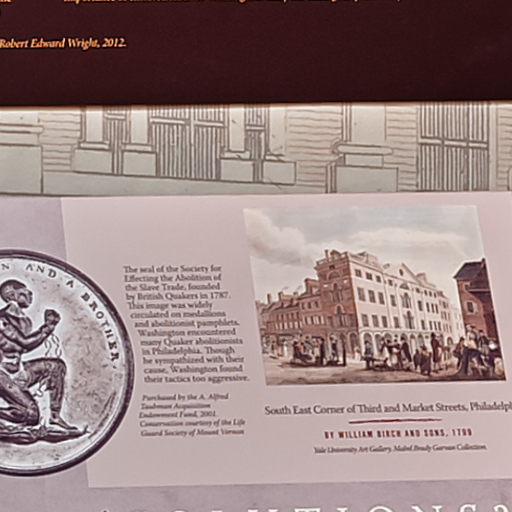 Robert Edward Wright, 2012.
N AND A BROTHER
The seal of the Society for
Effecting the Abolition of
the Slave Trade, founded
by British Quakers in 1787.
This image was widely
circulated on medallions
and abolitionist pamphlets.
Washington encountered
many Quaker abolitionists
in Philadelphia. Though
he sympathized with their
cause, Washington found
their tactics too aggressive.
Purchased by the A. Alfred
Taubman Acquisition
Endowment Fund, 2001.
Conservation courtesy of the Life
Guard Society of Mount Vernon
South East Corner of Third and Market Streets, Philadelp
BY WILLIAM BIRCH AND SONS, 1799
Yale University Art Gallery. Mabel Brady Garvan Collection.